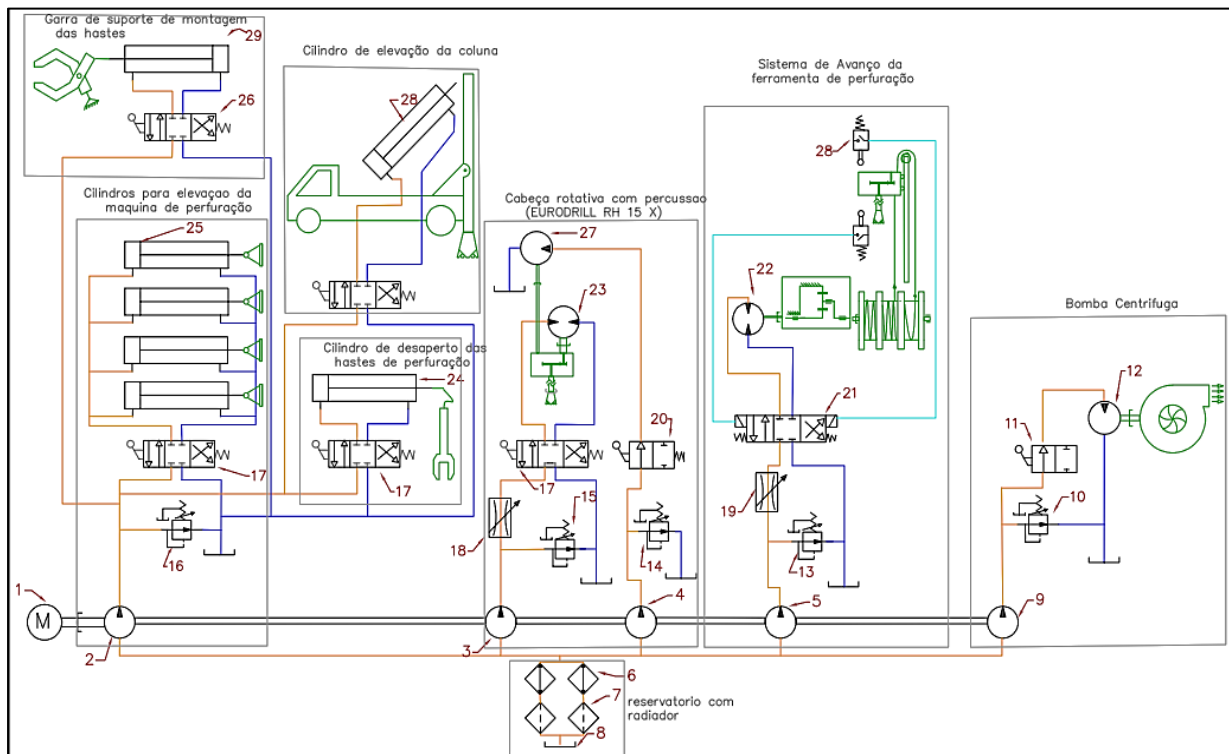 Garra de suporte de montagem
das hastes
29
26
Cilindro de elevação da coluna
28
Sistema de Avanço da
ferramenta de perfuração
28
Cilindros para elevaçao da
maquina de perfuração
25
Cabeça rotativa com percussao
(EURODRILL RH 15 X)
27
23
22
Bomba Centrífuga
12
Cilindro de desaperto das
hastes de perfuração
24
21
20
11
17
17
17
19
10
18
15
16
14
13
1
M
2
3
4
5
9
6
7
8
reservatorio com
radiador